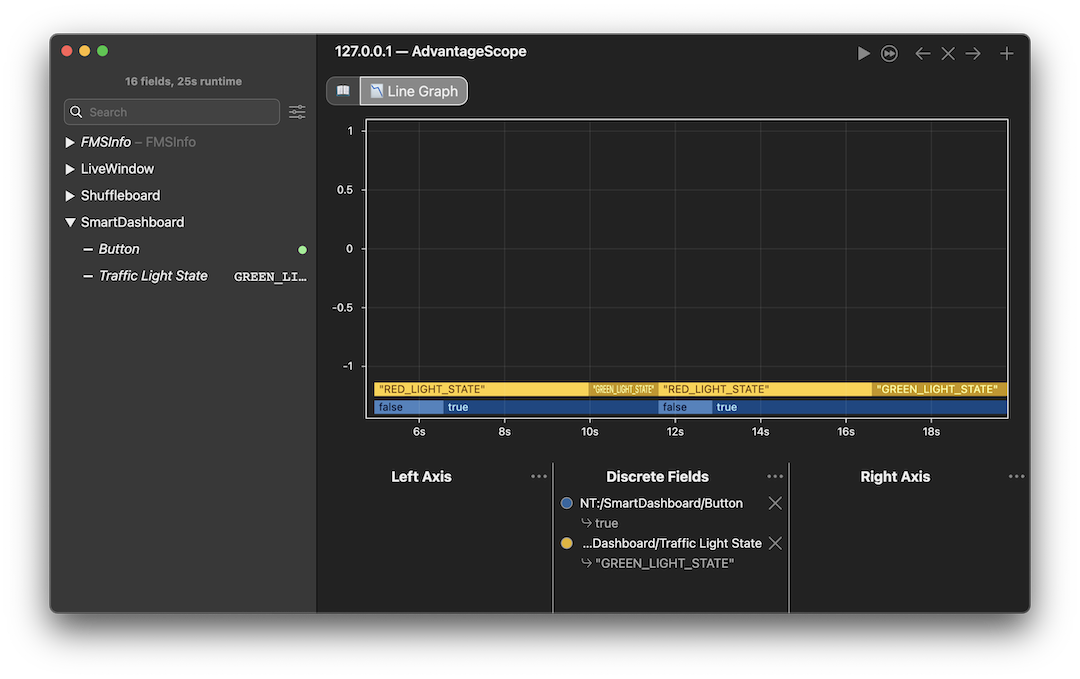 127.0.0.1 — AdvantageScope
16 fields, 25s runtime
Search
FMSInfo – FMSInfo
LiveWindow
Shuffleboard
SmartDashboard
Button
Traffic Light State GREEN_LI…
Line Graph
1
0.5
0
-0.5
-1
"RED_LIGHT_STATE" "GREEN_LIGHT_STATE" "RED_LIGHT_STATE" "GREEN_LIGHT_STATE"
false true false true
6s 8s 10s 12s 14s 16s 18s
Left Axis
Discrete Fields
NT:/SmartDashboard/Button
true
...Dashboard/Traffic Light State
"GREEN_LIGHT_STATE"
Right Axis